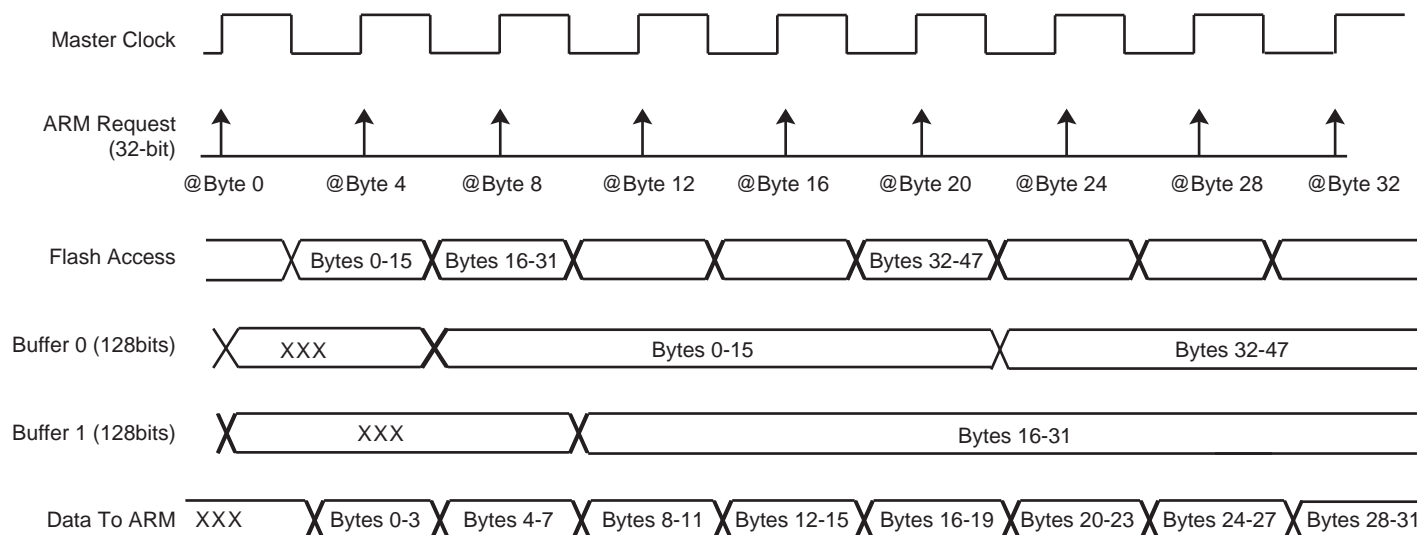 Master Clock
ARM Request
(32-bit)
@Byte 0 @Byte 4 @Byte 8 @Byte 12 @Byte 16 @Byte 20 @Byte 24 @Byte 28 @Byte 32
Flash Access Bytes 0-15 Bytes 16-31 Bytes 32-47
Buffer 0 (128bits) XXX Bytes 0-15 Bytes 32-47
Buffer 1 (128bits) XXX Bytes 16-31
Data To ARM XXX Bytes 0-3 Bytes 4-7 Bytes 8-11 Bytes 12-15 Bytes 16-19 Bytes 20-23 Bytes 24-27 Bytes 28-31